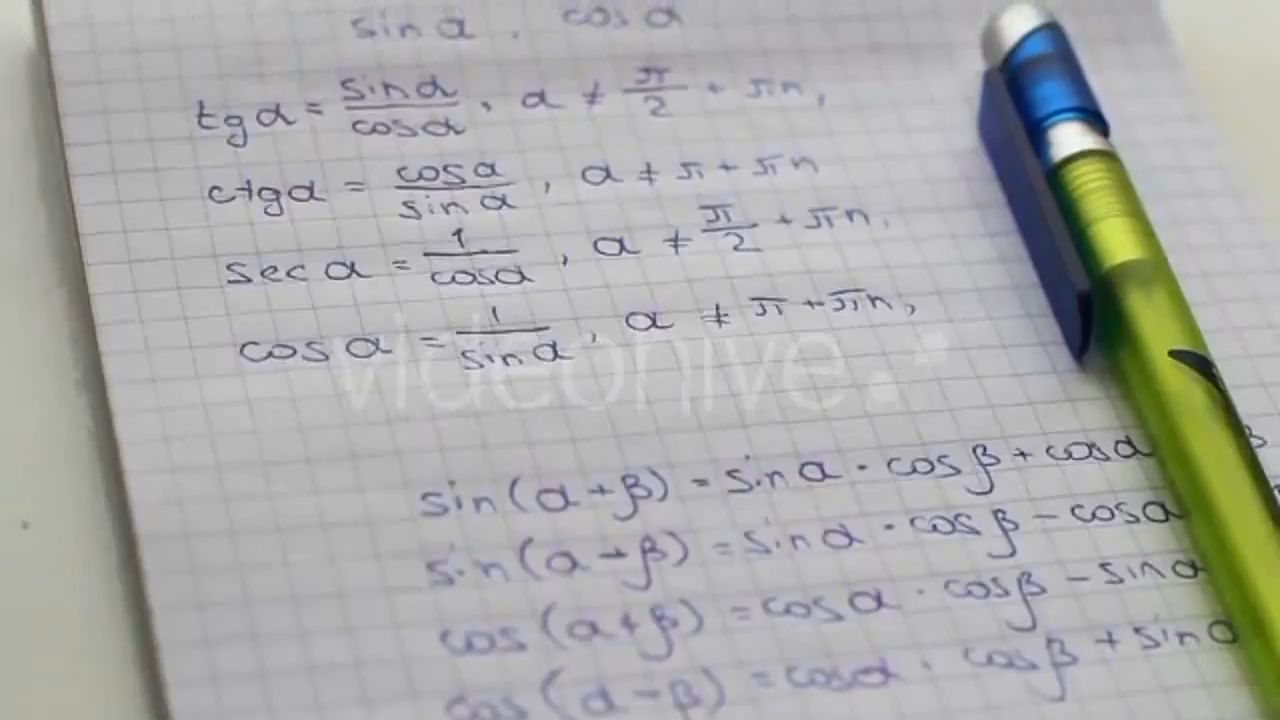 sin α . cos α
tg α = sin α / cos α, α ≠ π/2 + πn,
ctg α = cos α / sin α, α ≠ π + πn
sec α = 1 / cos α, α ≠ π/2 + πn,
cos α = 1 / sin α, α ≠ π + πn,
videohive
sin(α + β) = sin α · cos β + cos α β
sin(α - β) = sin α · cos β - cos α
cos(α + β) = cos α · cos β - sin α
cos(α - β) = cos α · cos β + sin α